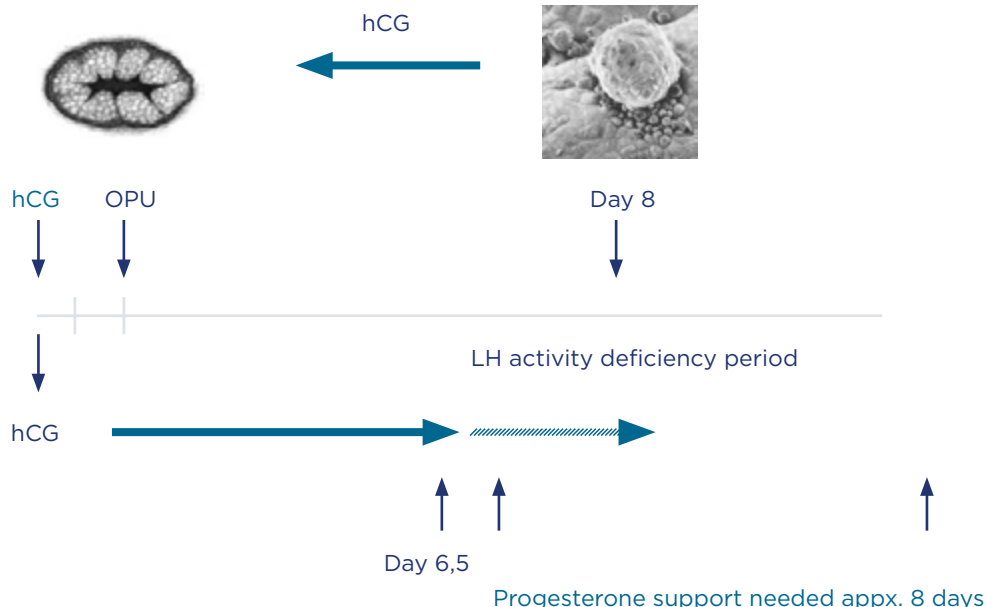 hCG
hCG OPU Day 8
LH activity deficiency period
hCG
Day 6,5
Progesterone support needed appx. 8 days